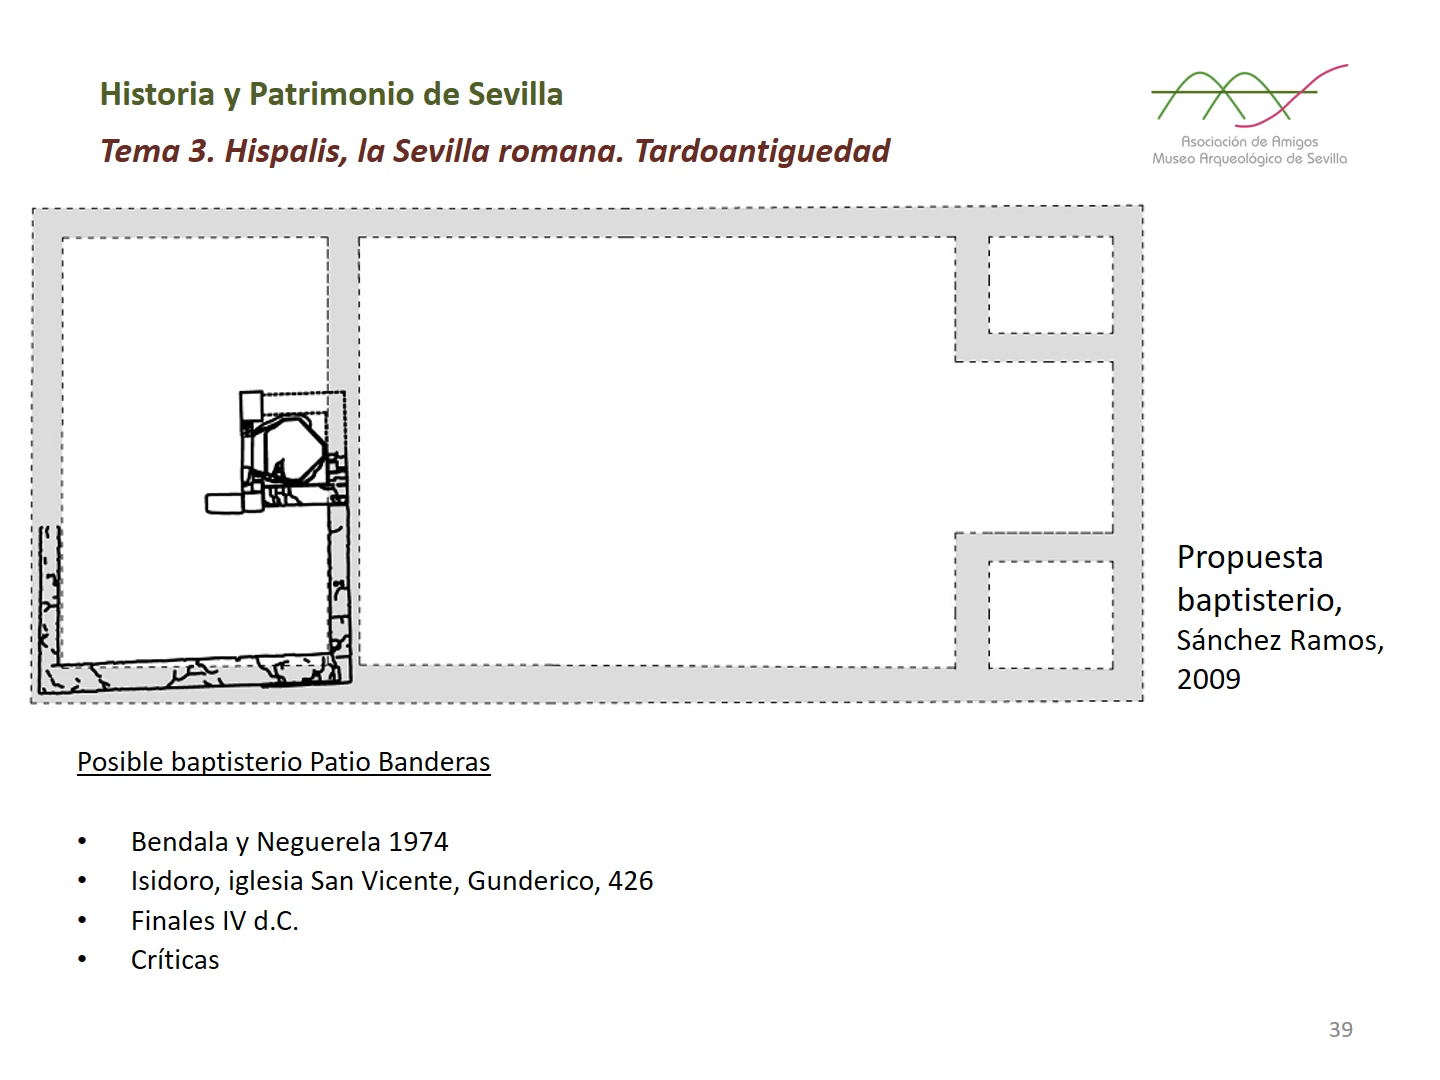 Historia y Patrimonio de Sevilla
Tema 3. Hispalis, la Sevilla romana. Tardoantiguedad
Asociación de Amigos
Museo Arqueológico de Sevilla
Propuesta
baptisterio,
Sánchez Ramos,
2009
Posible baptisterio Patio Banderas
• Bendala y Neguerela 1974
• Isidoro, iglesia San Vicente, Gunderico, 426
• Finales IV d.C.
• Críticas
39